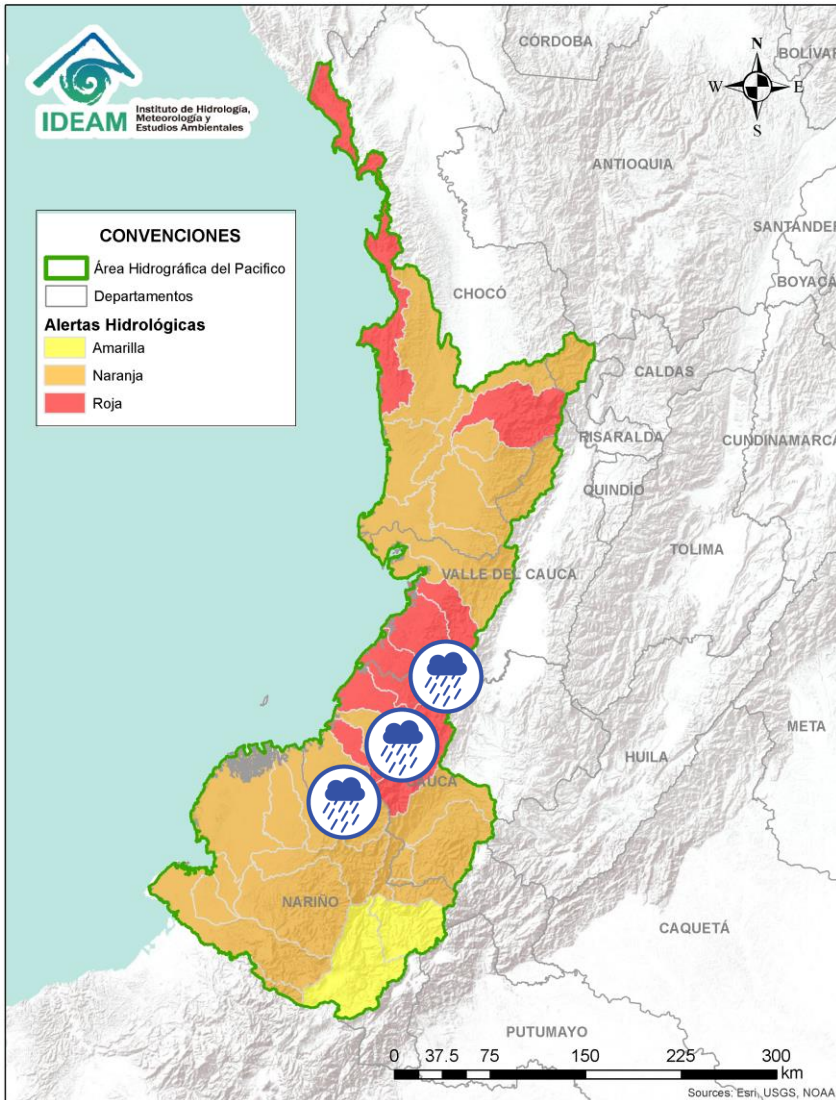 CÓRDOBA
BOLÍVAR
N
W E
S
IDEAM
Instituto de Hidrología,
Meteorología y
Estudios Ambientales
ANTIOQUIA
CONVENCIONES
Área Hidrográfica del Pacifico
Departamentos
Alertas Hidrológicas
Amarilla
Naranja
Roja
SANTANDER
BOYACÁ
CHOCÓ
CALDAS
RISARALDA
CUNDINAMARCA
QUINDÍO
TOLIMA
VALLE DEL CAUCA
META
HUILA
CAUCA
NARIÑO
CAQUETÁ
PUTUMAYO
0 37.5 75 150 225 300
km
Sources: Esri, USGS, NOAA